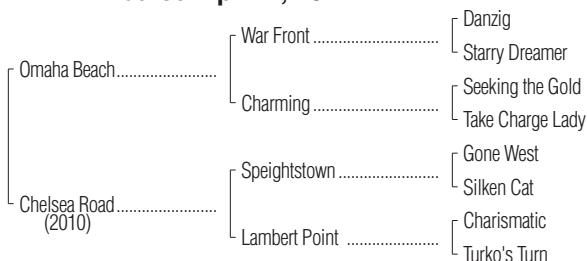 Danzig
War Front
Starry Dreamer
Omaha Beach
Seeking the Gold
Charming
Take Charge Lady
Gone West
Speightstown
Silken Cat
Chelsea Road
(2010)
Charismatic
Lambert Point
Turko's Turn